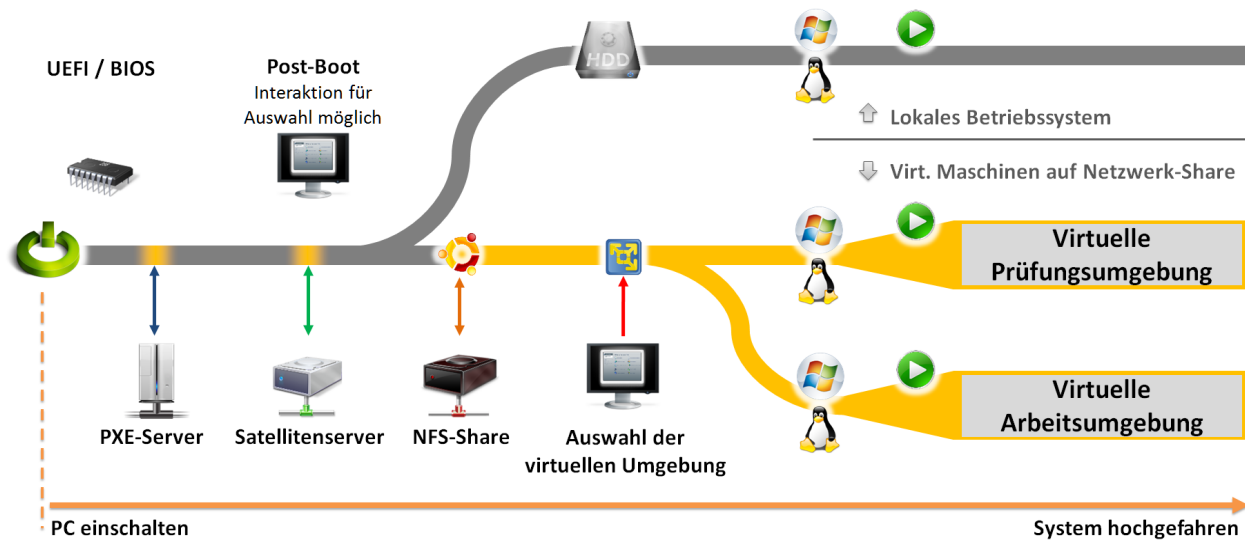 UEFI / BIOS
Post-Boot
Interaktion für
Auswahl möglich
HDD
Lokales Betriebssystem
Virt. Maschinen auf Netzwerk-Share
Virtuelle
Prüfungsumgebung
Virtuelle
Arbeitsumgebung
PXE-Server
Satellitenserver
NFS-Share
Auswahl der
virtuellen Umgebung
PC einschalten
System hochgefahren